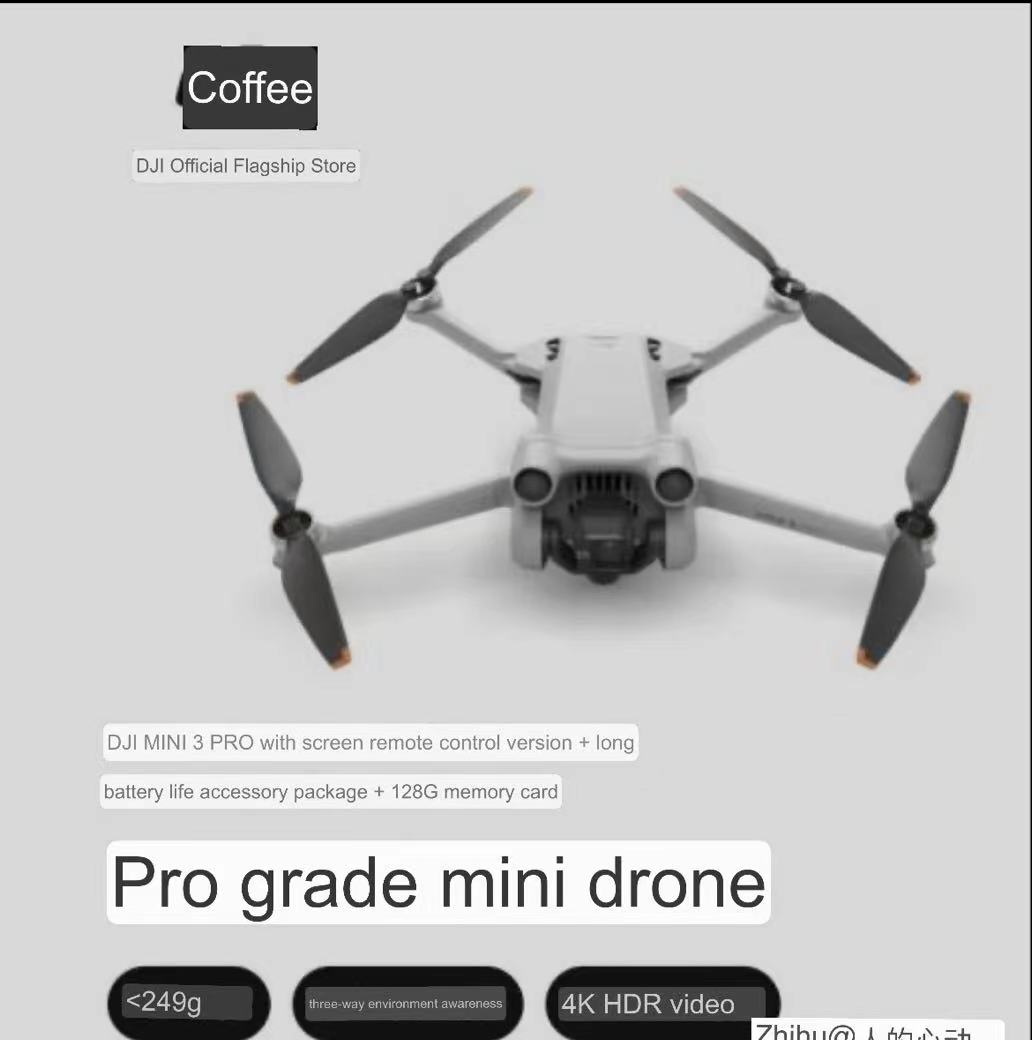 Coffee
DJI Official Flagship Store
DJI MINI 3 PRO with screen remote control version + long
battery life accessory package + 128G memory card
Pro grade mini drone
<249g
three-way environment awareness
4K HDR video
Zhihu@人的心动